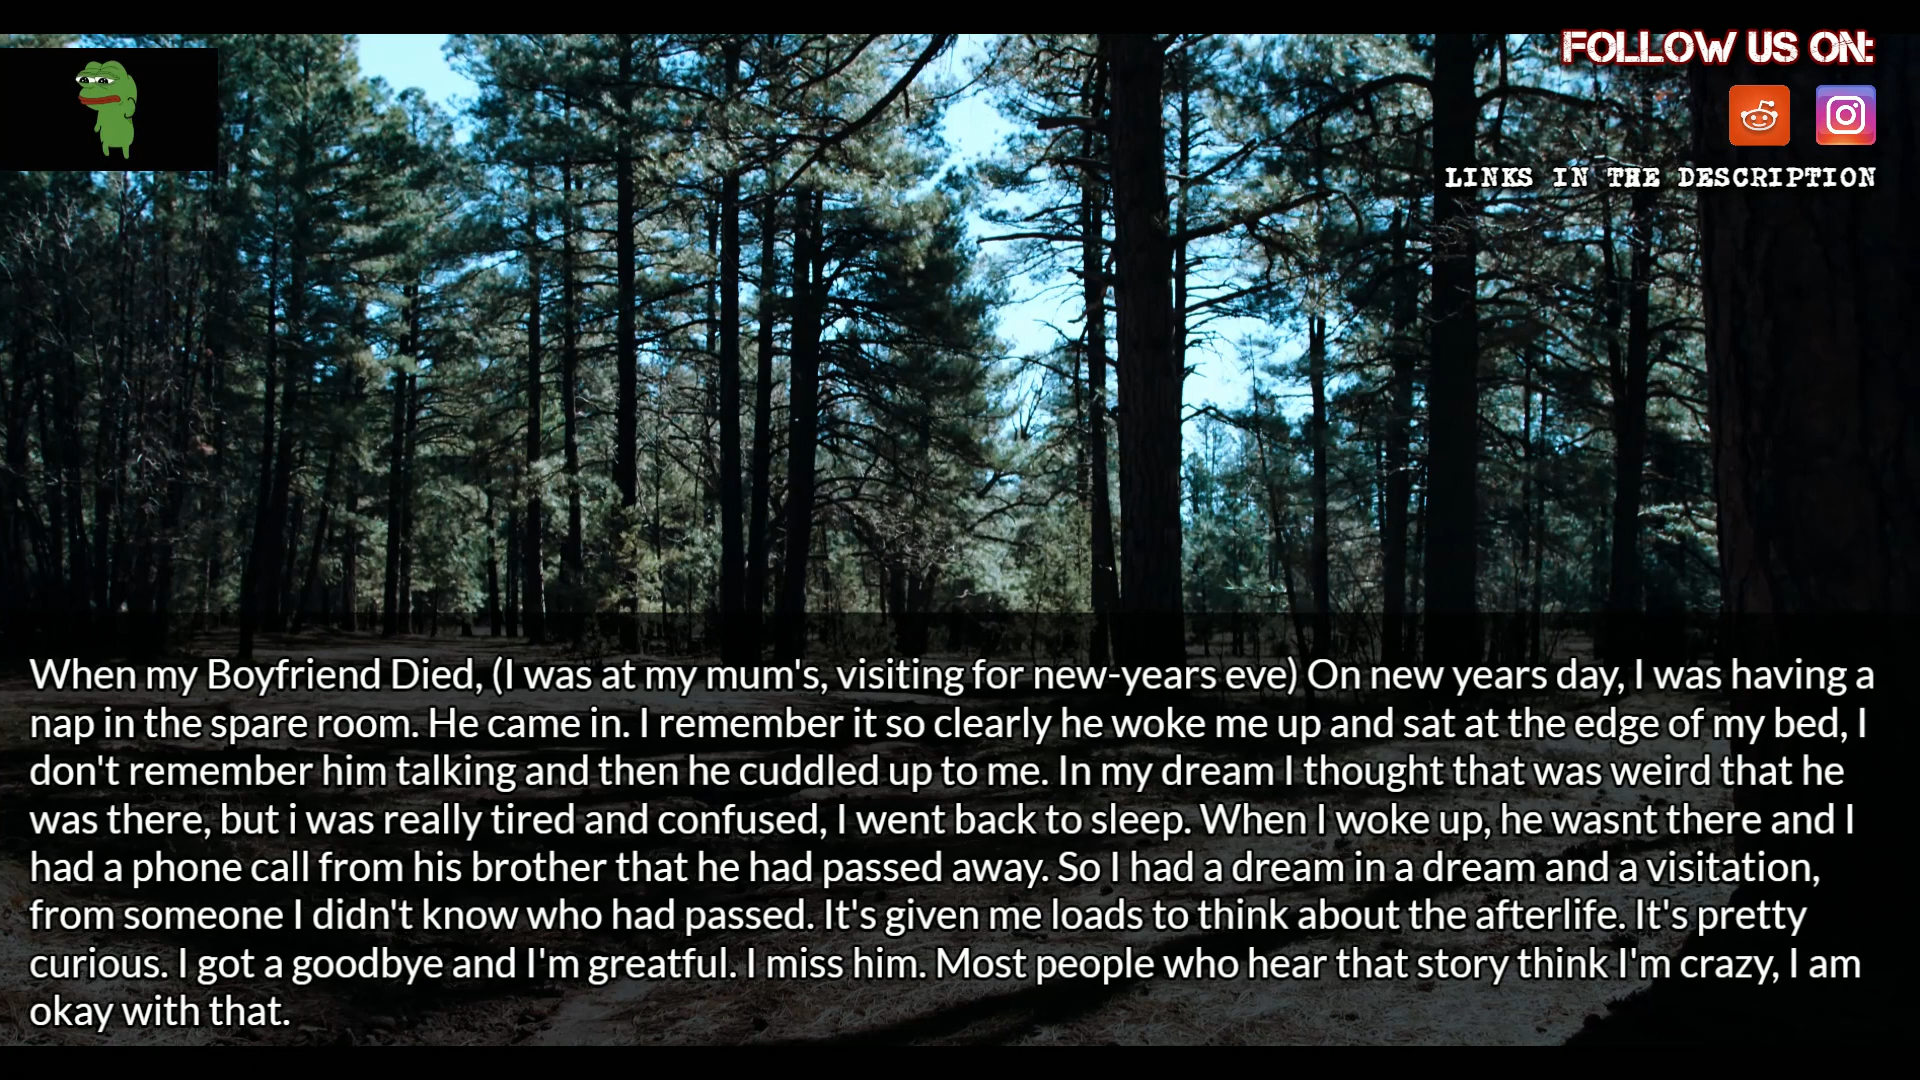 FOLLOW US ON:
LINKS IN THE DESCRIPTION
When my Boyfriend Died, (I was at my mum's, visiting for new-years eve) On new years day, I was having a
nap in the spare room. He came in. I remember it so clearly he woke me up and sat at the edge of my bed, I
don't remember him talking and then he cuddled up to me. In my dream I thought that was weird that he
was there, but i was really tired and confused, I went back to sleep. When I woke up, he wasnt there and I
had a phone call from his brother that he had passed away. So I had a dream in a dream and a visitation,
from someone I didn't know who had passed. It's given me loads to think about the afterlife. It's pretty
curious. I got a goodbye and I'm greatful. I miss him. Most people who hear that story think I'm crazy, I am
okay with that.